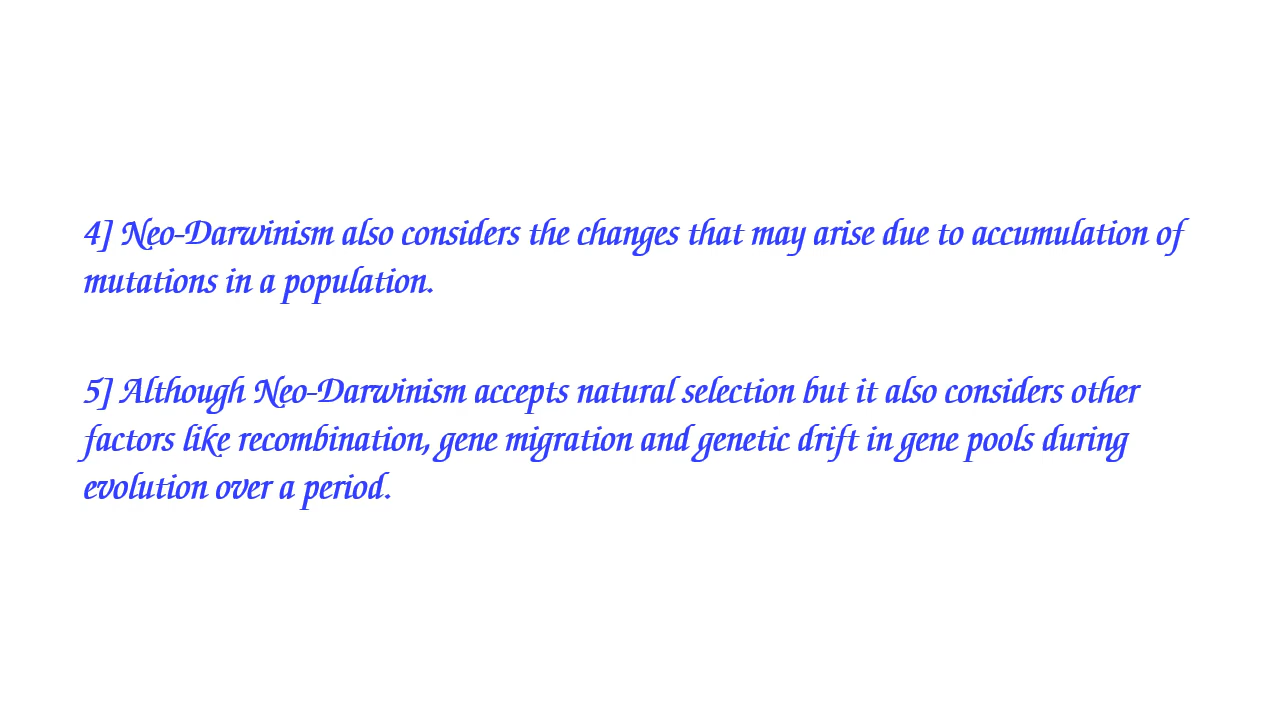 4] Neo-Darwinism also considers the changes that may arise due to accumulation of
mutations in a population.
5] Although Neo-Darwinism accepts natural selection but it also considers other
factors like recombination, gene migration and genetic drift in gene pools during
evolution over a period.